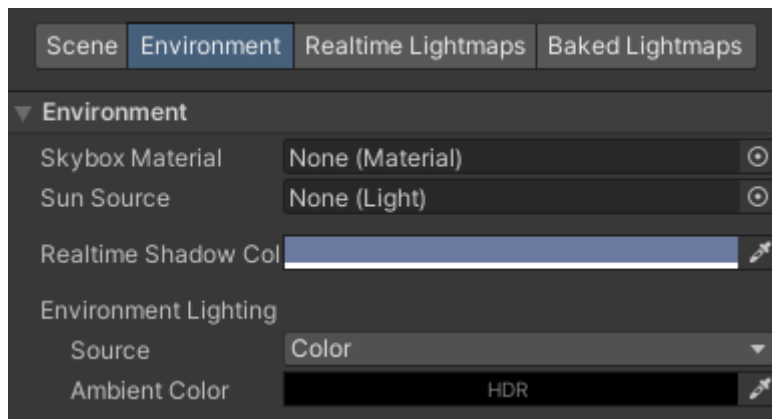 Scene Environment Realtime Lightmaps Baked Lightmaps
Environment
Skybox Material None (Material)
Sun Source None (Light)
Realtime Shadow Col
Environment Lighting
Source Color
Ambient Color HDR